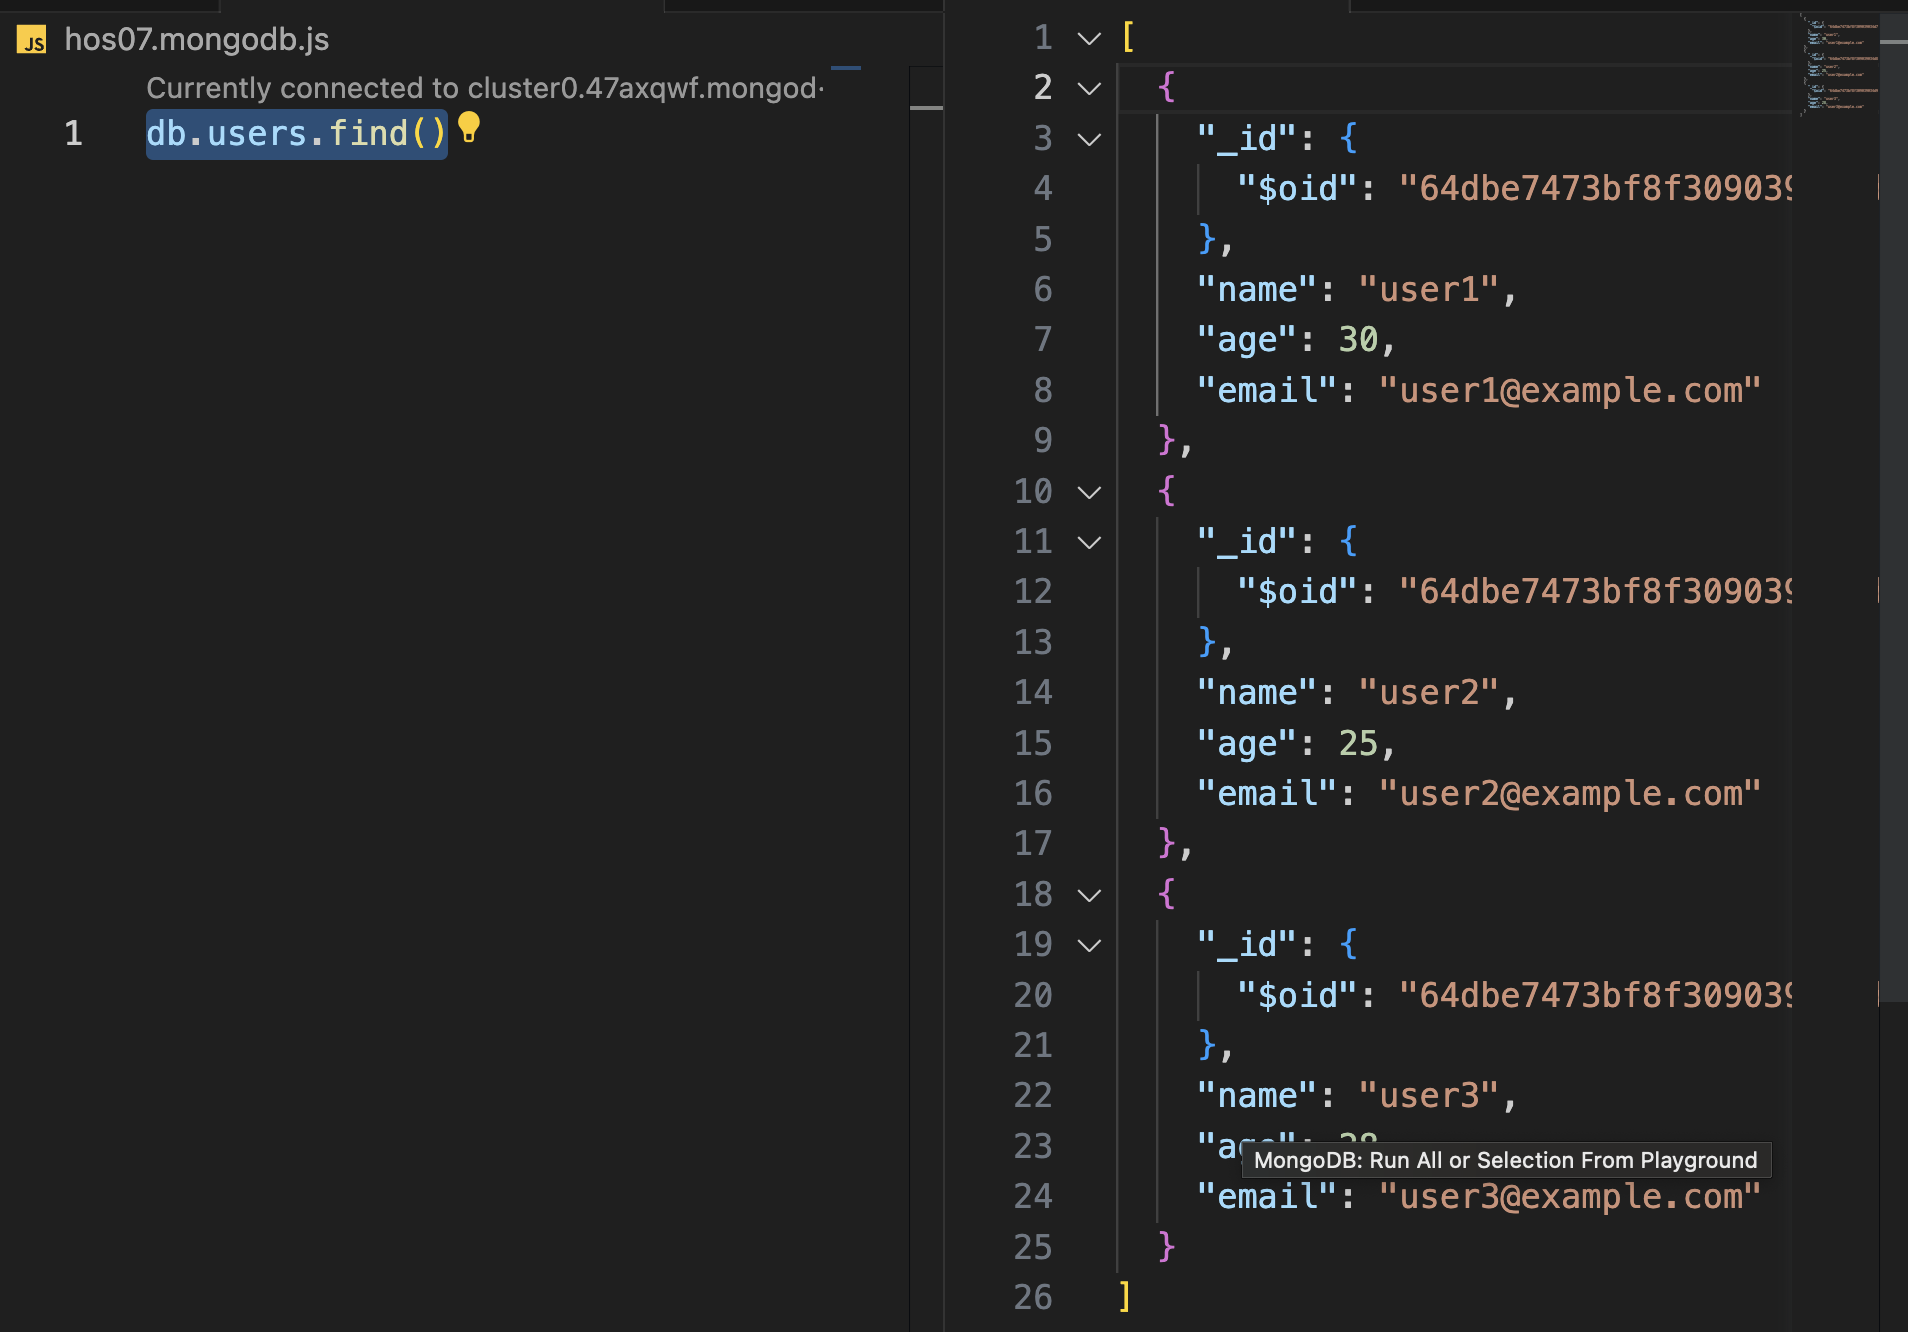 JS hos07.mongodb.js
Currently connected to cluster0.47axqwf.mongod
1 db.users.find()
1 [
2 {
3 "_id": {
4 "$oid": "64dbe7473bf8f30903
5 },
6 "name": "user1",
7 "age": 30,
8 "email": "user1@example.com"
9 },
10 {
11 "_id": {
12 "$oid": "64dbe7473bf8f30903
13 },
14 "name": "user2",
15 "age": 25,
16 "email": "user2@example.com"
17 },
18 {
19 "_id": {
20 "$oid": "64dbe7473bf8f30903
21 },
22 "name": "user3",
23
MongoDB: Run All or Selection From Playground
24 "email": "user3@example.com"
25 }
26 ]